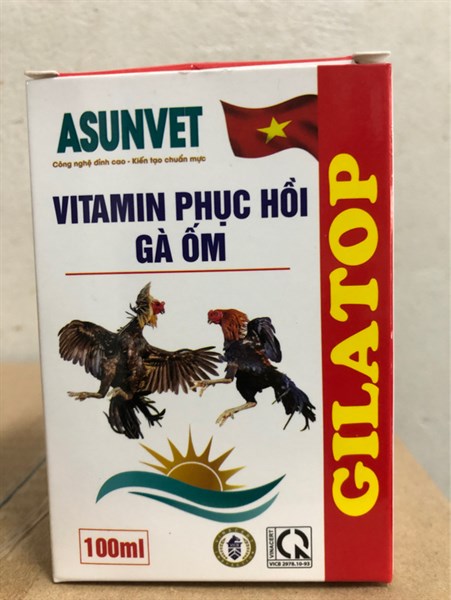 ASUNVET
Công nghệ đỉnh cao - Kiến tạo chuẩn mực
VITAMIN PHỤC HỒI
GÀ ỐM
GILATOP
100ml
VINACERT
VICB 2976.10-93